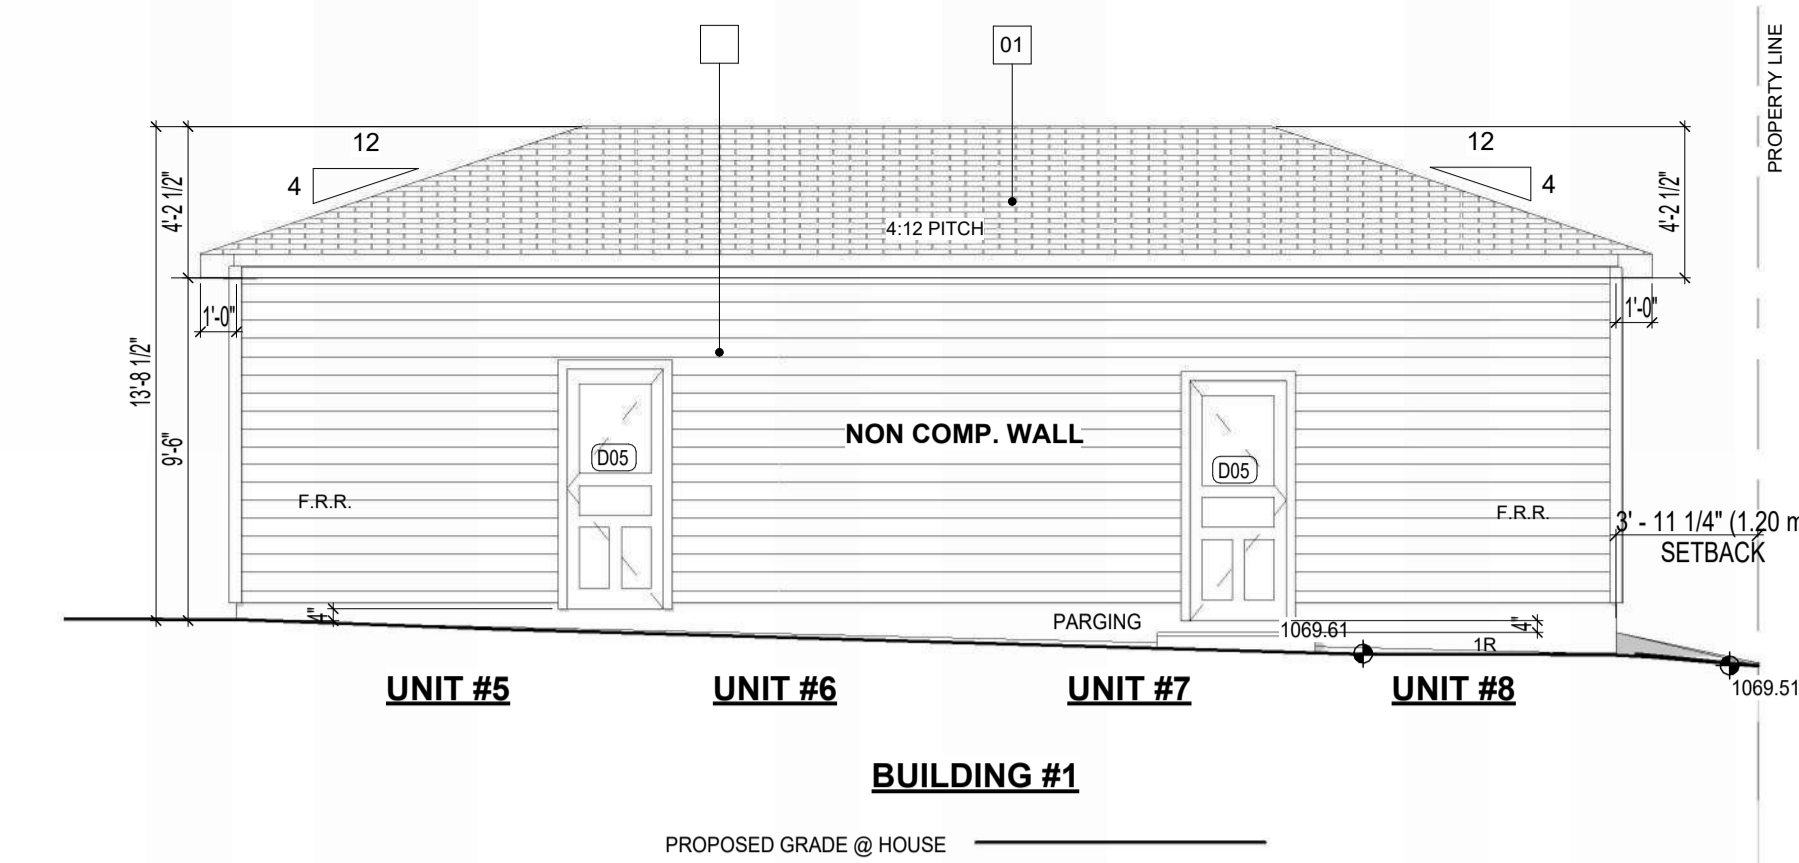 01
PROPERTY LINE
12
4
12
4
4'-2 1/2"
4'-2 1/2"
4:12 PITCH
1'-0"
1'-0"
13'-8 1/2"
9'-6"
NON COMP. WALL
D05
D05
F.R.R.
F.R.R.
3' - 11 1/4" (1.20 m
SETBACK
4"
PARGING
1069.61
4"
1R
1069.51
UNIT #5
UNIT #6
UNIT #7
UNIT #8
BUILDING #1
PROPOSED GRADE @ HOUSE